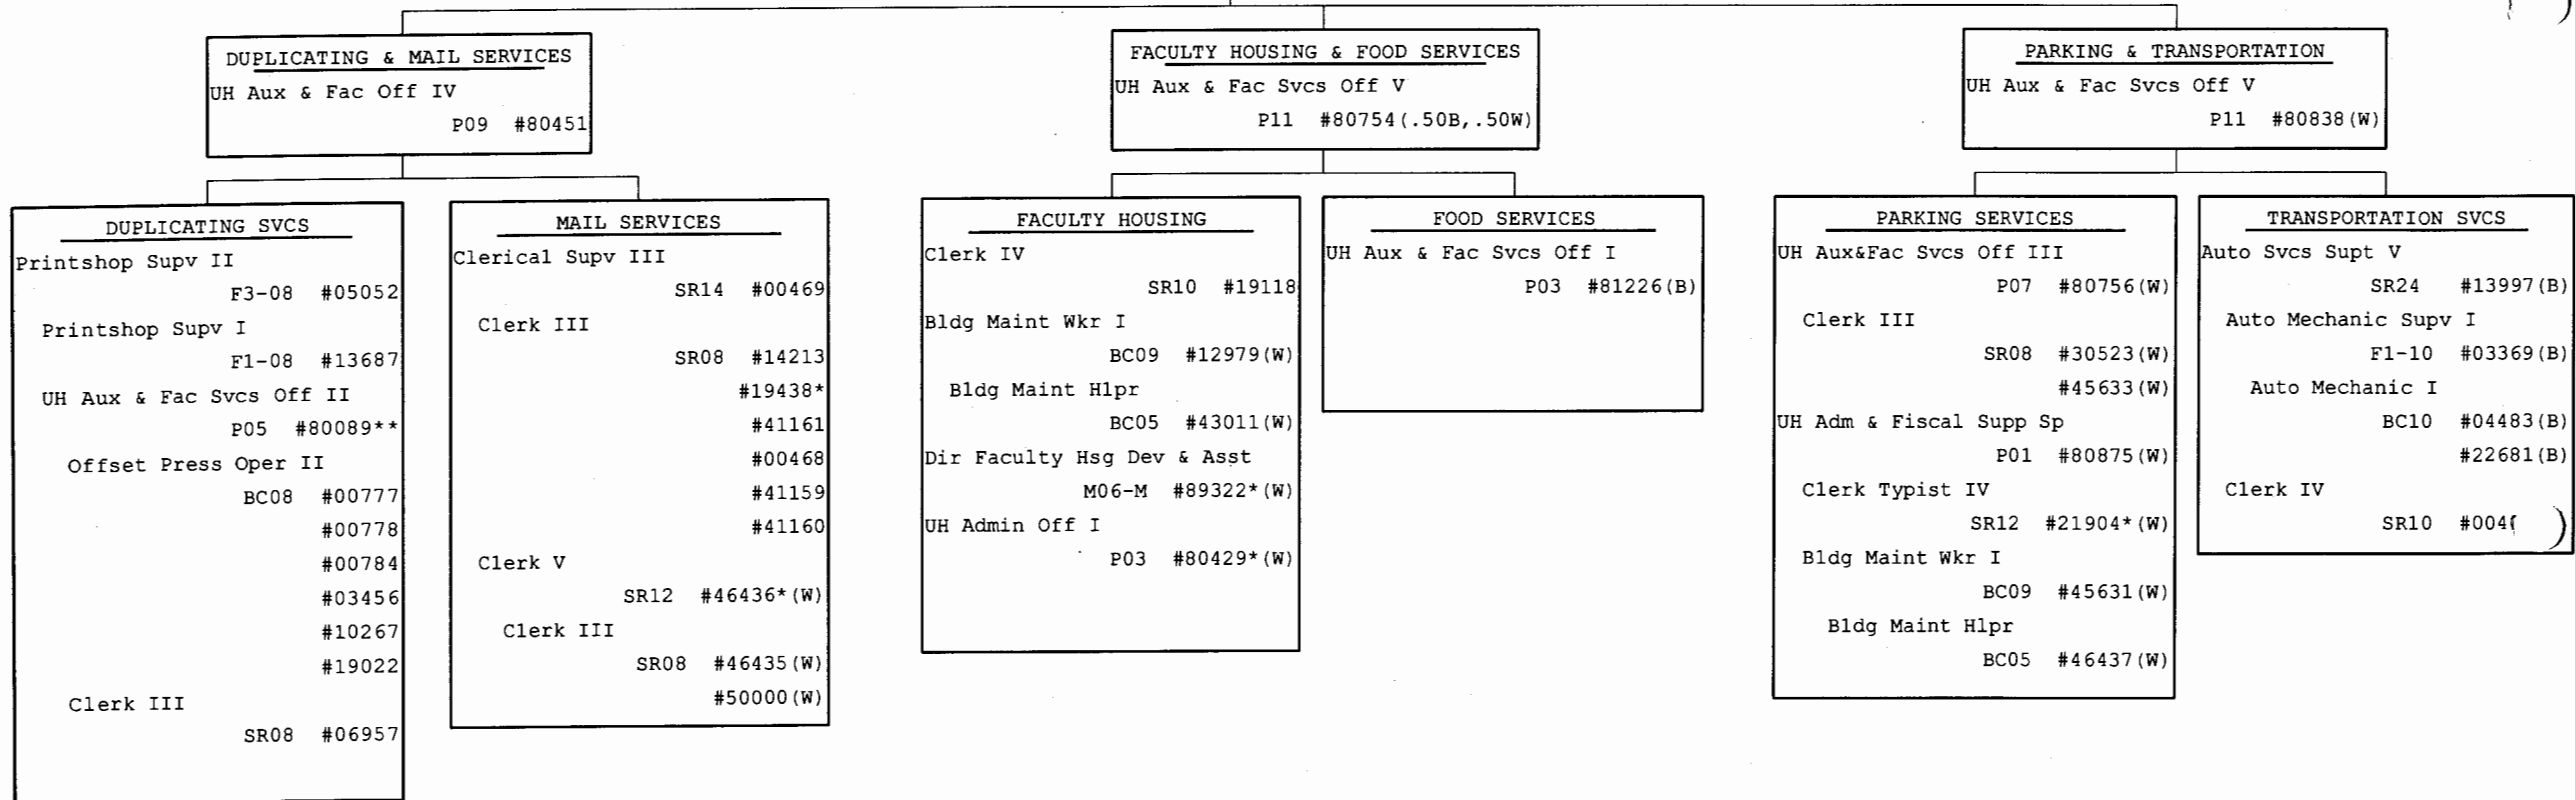 DUPLICATING & MAIL SERVICES
UH Aux & Fac Off IV
P09 #80451
FACULTY HOUSING & FOOD SERVICES
UH Aux & Fac Svcs Off V
P11 #80754(.50B,.50W)
PARKING & TRANSPORTATION
UH Aux & Fac Svcs Off V
P11 #80838(W)
DUPLICATING SVCS
Printshop Supv II
F3-08 #05052
Printshop Supv I
F1-08 #13687
UH Aux & Fac Svcs Off II
P05 #80089**
Offset Press Oper II
BC08 #00777
#00778
#00784
#03456
#10267
#19022
Clerk III
SR08 #06957
MAIL SERVICES
Clerical Supv III
SR14 #00469
Clerk III
SR08 #14213
#19438*
#41161
#00468
#41159
#41160
Clerk V
SR12 #46436*(W)
Clerk III
SR08 #46435(W)
#50000(W)
FACULTY HOUSING
Clerk IV
SR10 #19118
Bldg Maint Wkr I
BC09 #12979(W)
Bldg Maint Hlpr
BC05 #43011(W)
Dir Faculty Hsg Dev & Asst
M06-M #89322*(W)
UH Admin Off I
P03 #80429*(W)
FOOD SERVICES
UH Aux & Fac Svcs Off I
P03 #81226(B)
PARKING SERVICES
UH Aux&Fac Svcs Off III
P07 #80756(W)
Clerk III
SR08 #30523(W)
#45633(W)
UH Adm & Fiscal Supp Sp
P01 #80875(W)
Clerk Typist IV
SR12 #21904*(W)
Bldg Maint Wkr I
BC09 #45631(W)
Bldg Maint Hlpr
BC05 #46437(W)
TRANSPORTATION SVCS
Auto Svcs Supt V
SR24 #13997(B)
Auto Mechanic Supv I
F1-10 #03369(B)
Auto Mechanic I
BC10 #04483(B)
#22681(B)
Clerk IV
SR10